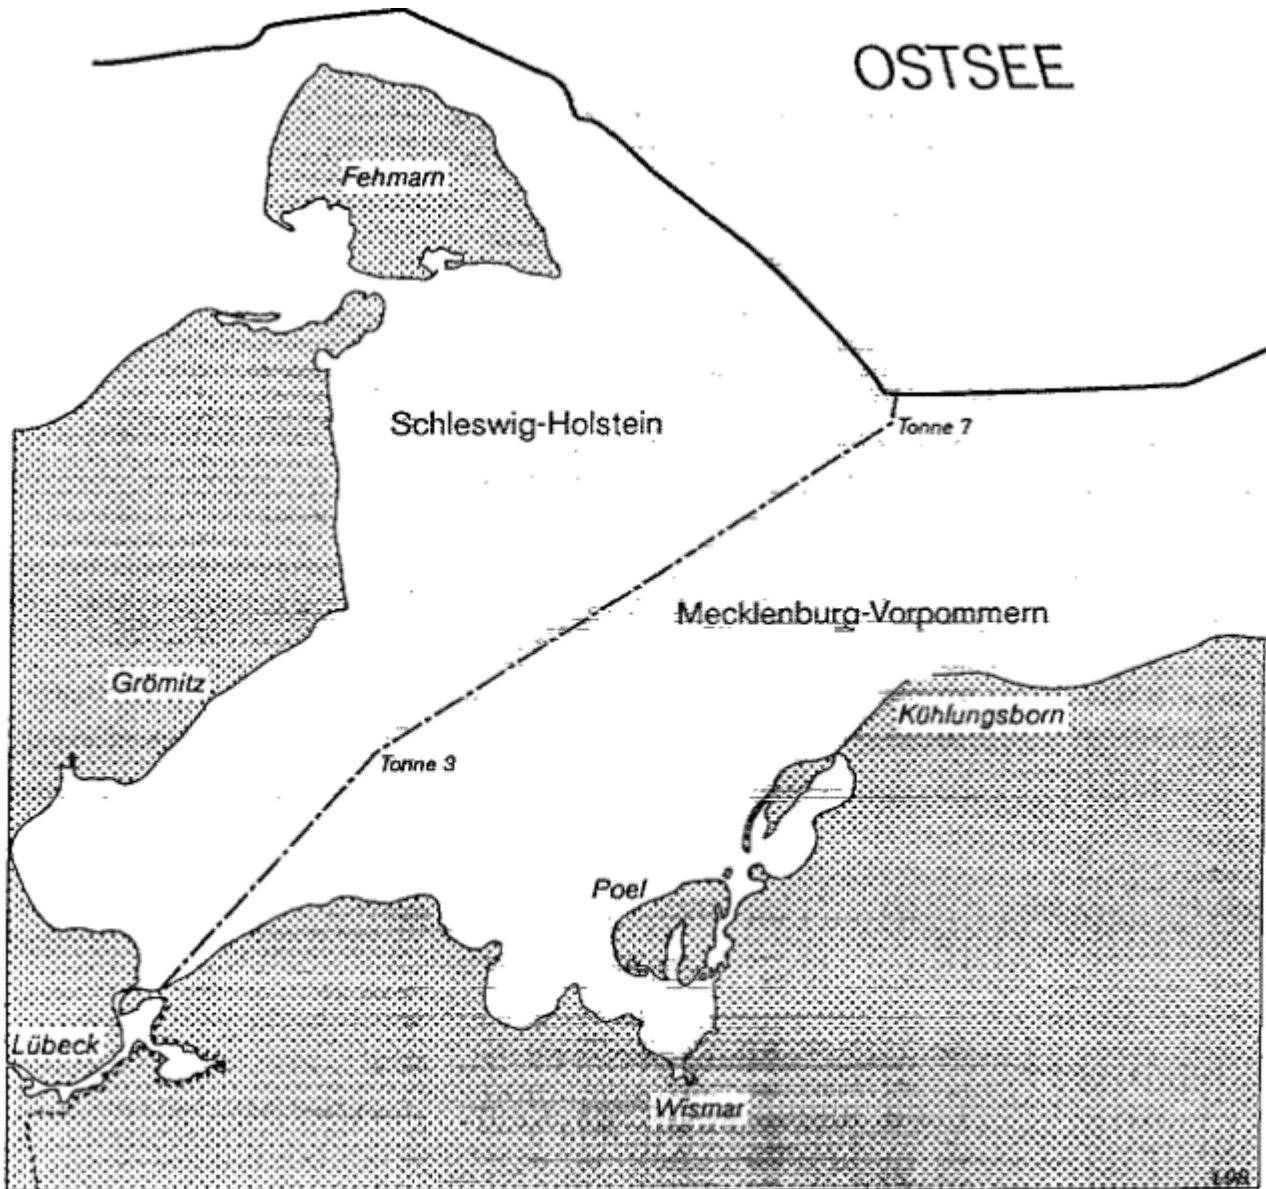 OSTSEE
Fehmarn
Schleswig-Holstein
Tonne 7
Mecklenburg-Vorpommern
Grömitz
Kühlungsborn
Tonne 3
Poel
Lübeck
Wismar